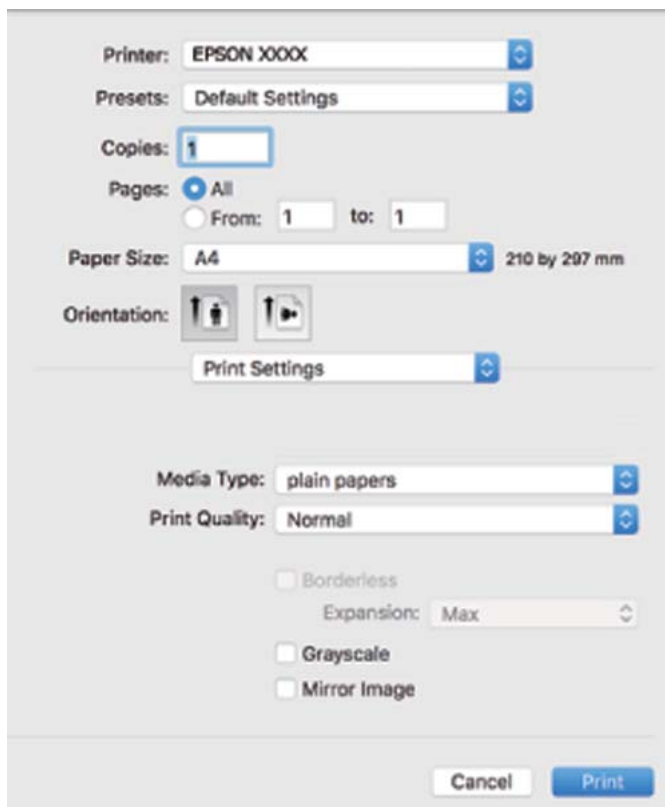 Printer: EPSON XXXX
Presets: Default Settings
Copies: 1
Pages: All
From: 1 to: 1
Paper Size: A4 210 by 297 mm
Orientation:
Print Settings
Media Type: plain papers
Print Quality: Normal
Borderless
Expansion: Max
Grayscale
Mirror Image
Cancel Print